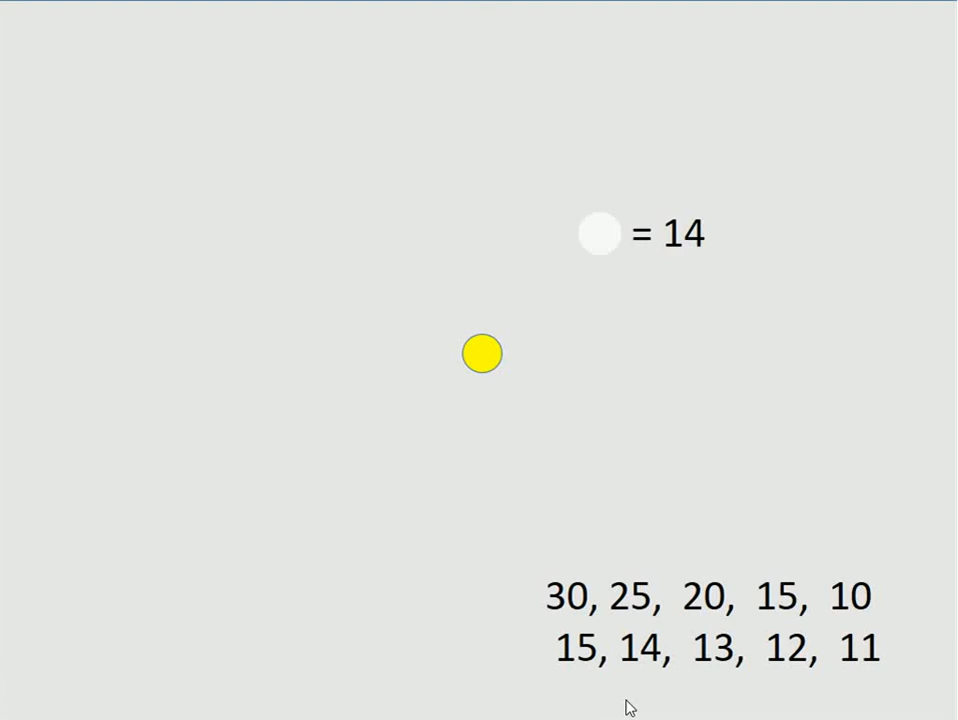 = 14
30, 25, 20, 15, 10
15, 14, 13, 12, 11